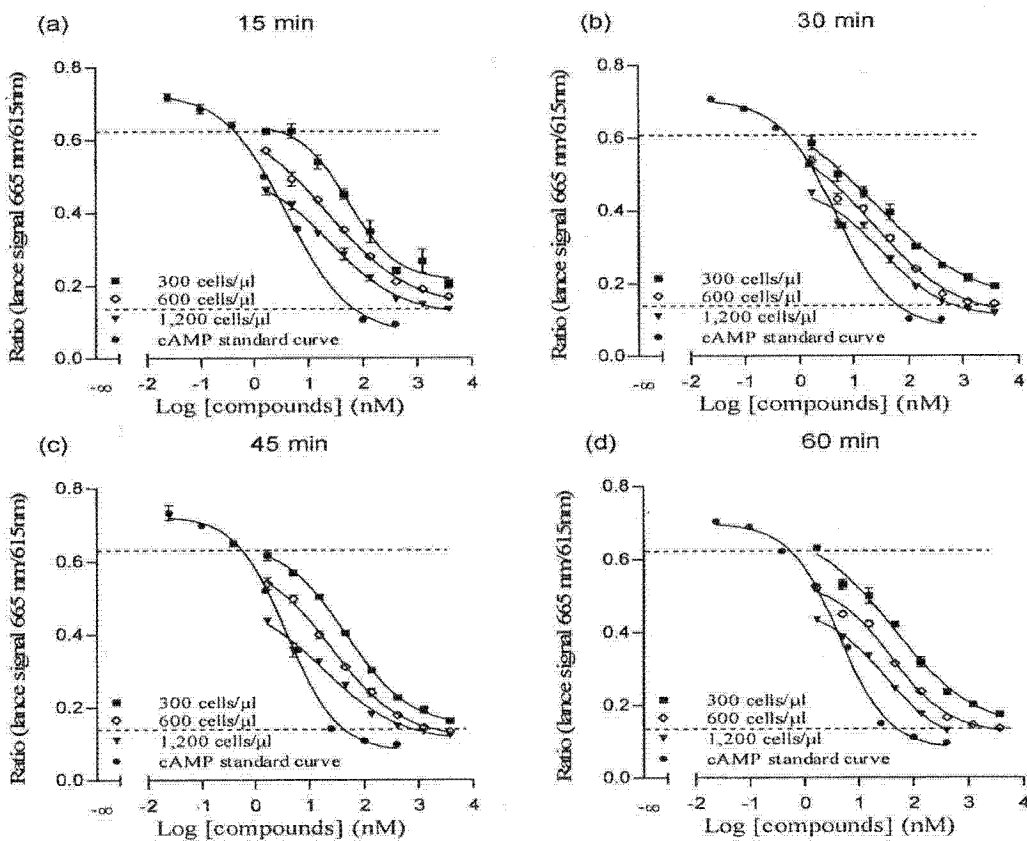 (a)
15 min
Ratio (lance signal 665 nm/615nm)
0.8
0.6
0.4
0.2
0.0
300 cells/µl
600 cells/µl
1,200 cells/µl
cAMP standard curve
-∞
-2
-1
0
1
2
3
4
Log [compounds] (nM)
(b)
30 min
Ratio (lance signal 665 nm/615nm)
0.8
0.6
0.4
0.2
0.0
300 cells/µl
600 cells/µl
1,200 cells/µl
cAMP standard curve
-∞
-2
-1
0
1
2
3
4
Log [compounds] (nM)
(c)
45 min
Ratio (lance signal 665 nm/615nm)
0.8
0.6
0.4
0.2
0.0
300 cells/µl
600 cells/µl
1,200 cells/µl
cAMP standard curve
-∞
-2
-1
0
1
2
3
4
Log [compounds] (nM)
(d)
60 min
Ratio (lance signal 665 nm/615nm)
0.8
0.6
0.4
0.2
0.0
300 cells/µl
600 cells/µl
1,200 cells/µl
cAMP standard curve
-∞
-2
-1
0
1
2
3
4
Log [compounds] (nM)